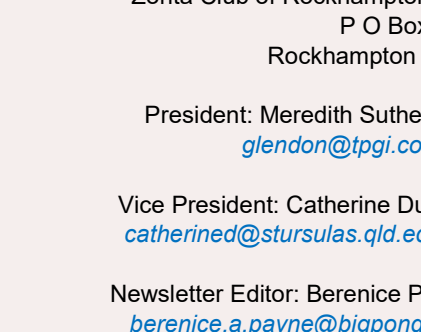 Zonta Club of Rockhampton
P O Box
Rockhampton
President: Meredith Suthe
glendon@tpgi.co
Vice President: Catherine Du
catherined@stursulas.qld.ed
Newsletter Editor: Berenice P
berenice.a.payne@bigpond